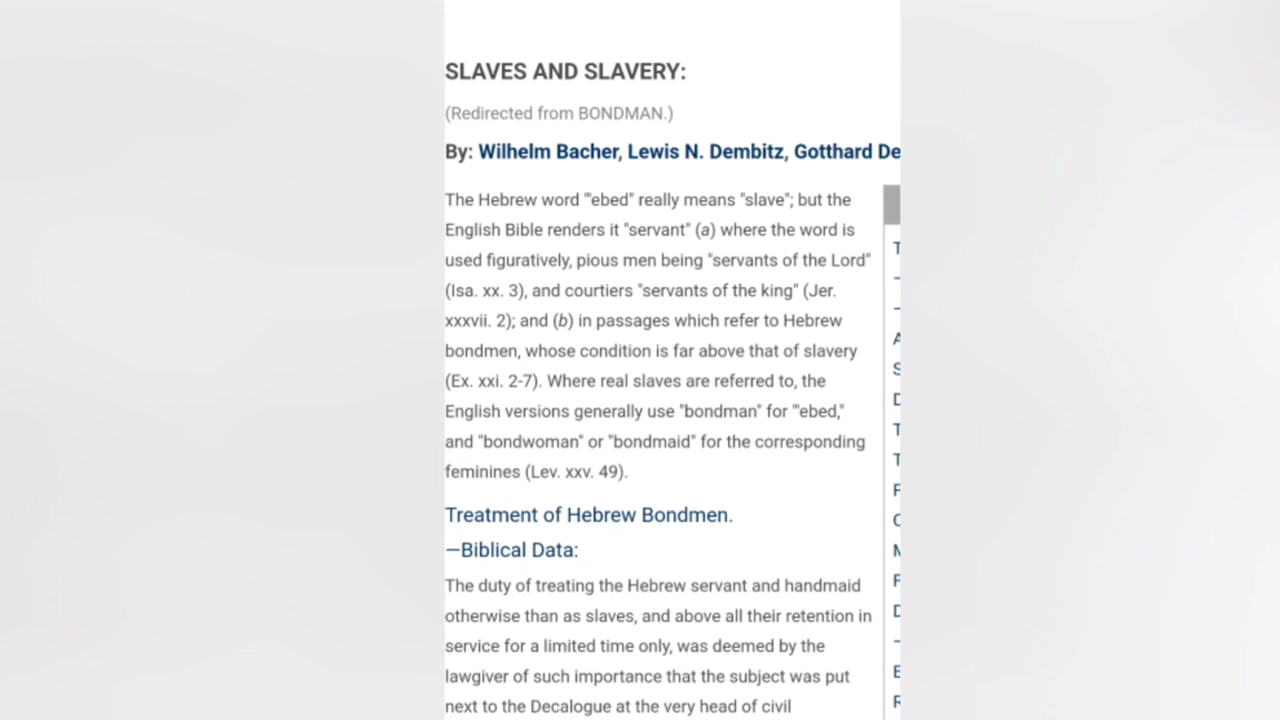 SLAVES AND SLAVERY:
(Redirected from BONDMAN.)
By: Wilhelm Bacher, Lewis N. Dembitz, Gotthard De
The Hebrew word "'ebed" really means "slave"; but the
English Bible renders it "servant" (a) where the word is
used figuratively, pious men being "servants of the Lord"
(Isa. xx. 3), and courtiers "servants of the king" (Jer.
xxxvii. 2); and (b) in passages which refer to Hebrew
bondmen, whose condition is far above that of slavery
(Ex. xxi. 2-7). Where real slaves are referred to, the
English versions generally use "bondman" for "'ebed,"
and "bondwoman" or "bondmaid" for the corresponding
feminines (Lev. xxv. 49).
Treatment of Hebrew Bondmen.
—Biblical Data:
The duty of treating the Hebrew servant and handmaid
otherwise than as slaves, and above all their retention in
service for a limited time only, was deemed by the
lawgiver of such importance that the subject was put
next to the Decalogue at the very head of civil